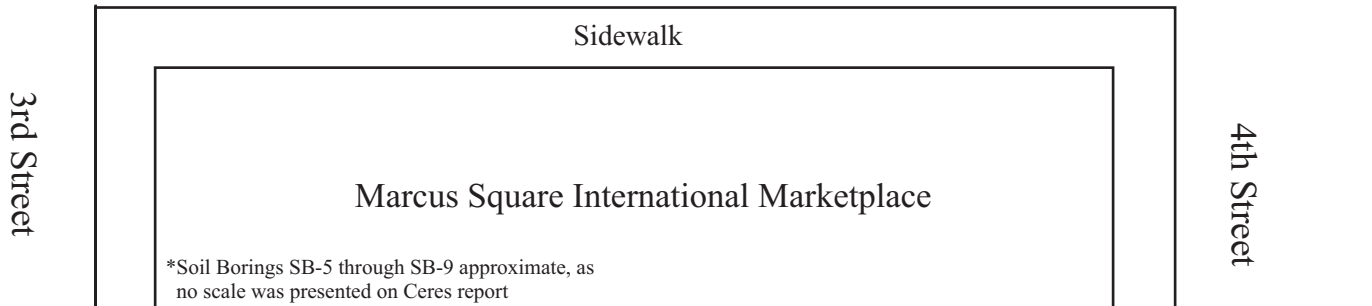 Sidewalk
3rd Street
4th Street
Marcus Square International Marketplace
*Soil Borings SB-5 through SB-9 approximate, as
no scale was presented on Ceres report